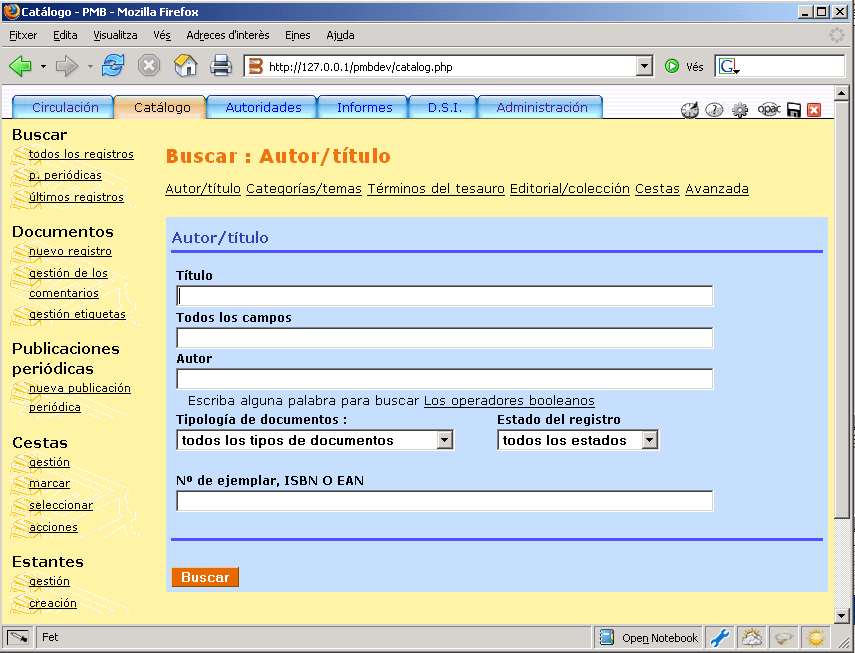 Catálogo - PMB - Mozilla Firefox
Fitxer Edita Visualitza Vés Adreces d'interès Eines Ajuda
http://127.0.0.1/pmbdev/catalog.php Vés G
Circulación Catálogo Autoridades Informes D.S.I. Administración opac
Buscar
todos los registros
p. periódicas
últimos registros
Documentos
nuevo registro
gestión de los
comentarios
gestión etiquetas
Publicaciones
periódicas
nueva publicación
periódica
Cestas
gestión
marcar
seleccionar
acciones
Estantes
gestión
creación
Buscar : Autor/título
Autor/título Categorías/temas Términos del tesauro Editorial/colección Cestas Avanzada
Autor/título
Título
Todos los campos
Autor
Escriba alguna palabra para buscar Los operadores booleanos
Tipología de documentos : Estado del registro
todos los tipos de documentos todos los estados
Nº de ejemplar, ISBN O EAN
Buscar
Fet Open Notebook